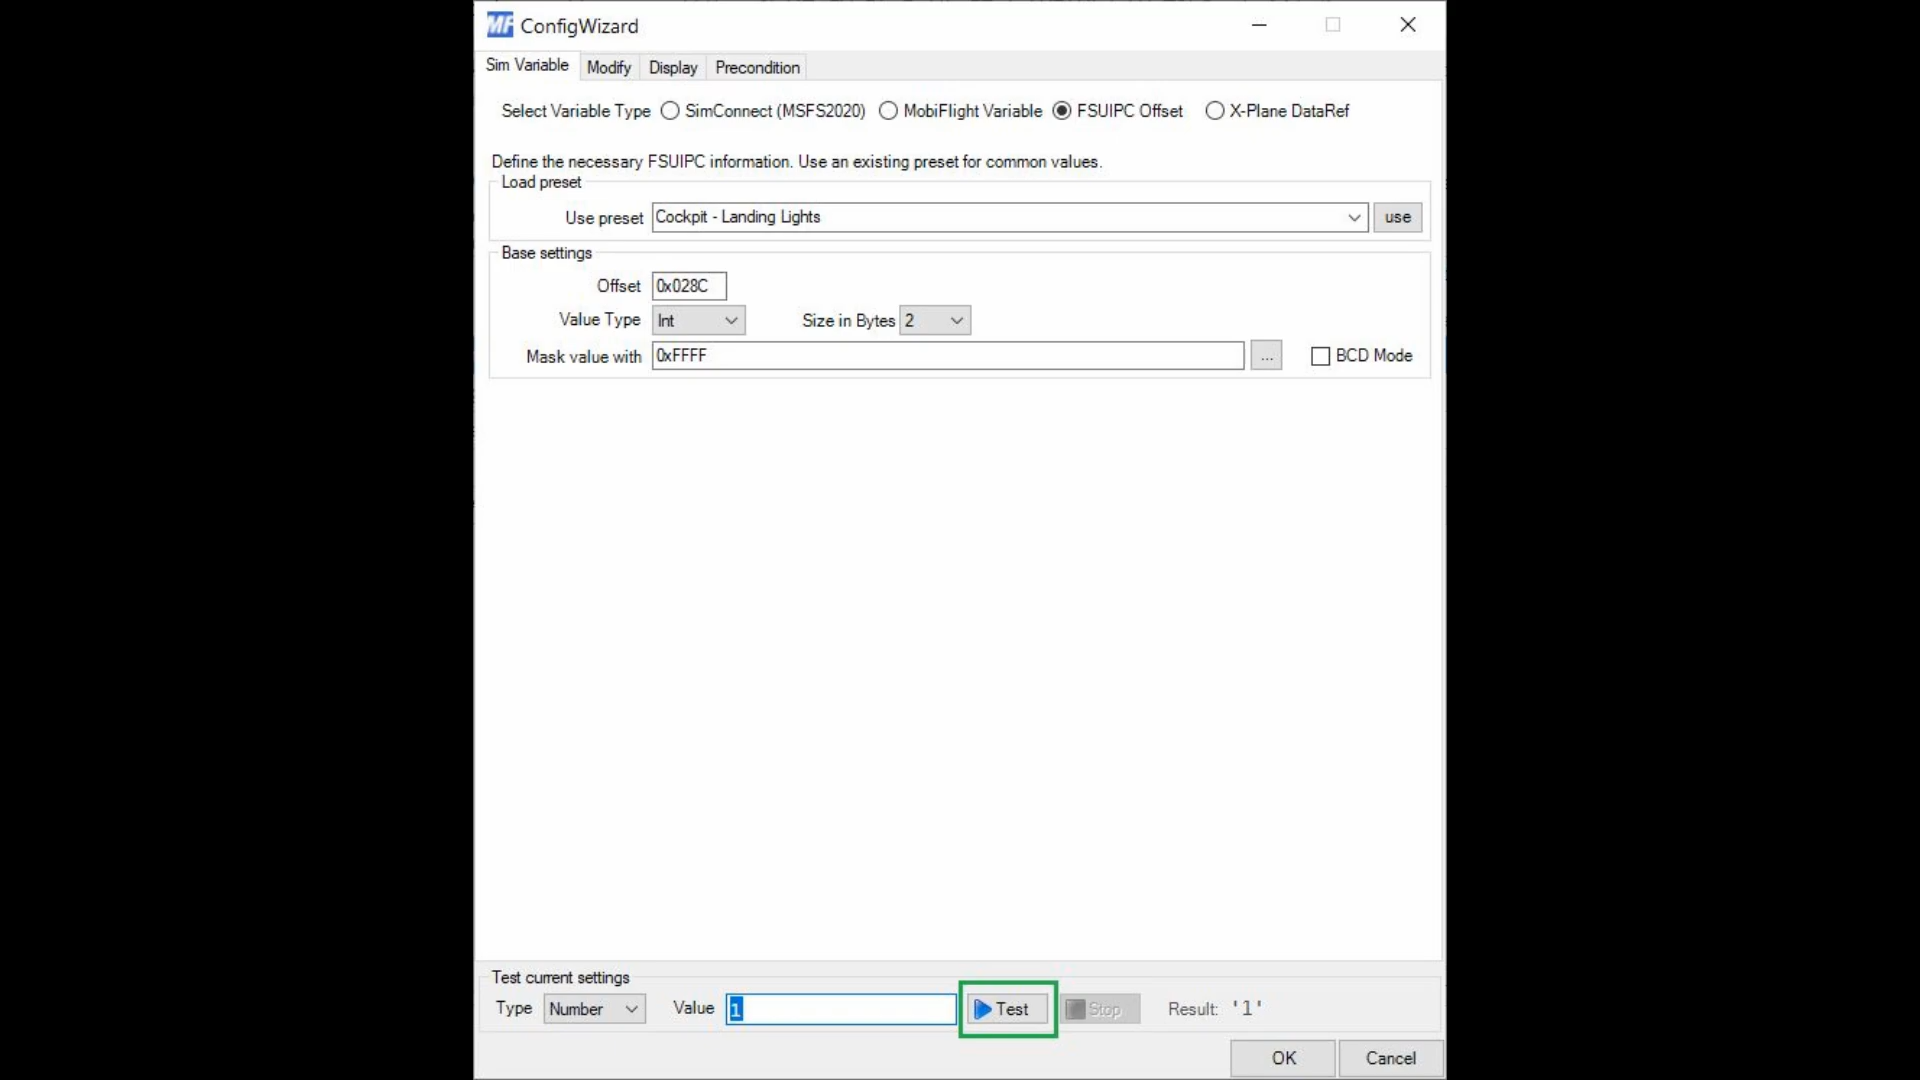 MF ConfigWizard
Sim Variable Modify Display Precondition
Select Variable Type SimConnect (MSFS2020) MobiFlight Variable FSUIPC Offset X-Plane DataRef
Define the necessary FSUIPC information. Use an existing preset for common values.
Load preset
Use preset Cockpit - Landing Lights use
Base settings
Offset 0x028C
Value Type Int Size in Bytes 2
Mask value with 0xFFFF ... BCD Mode
Test current settings
Type Number Value 1 Test Stop Result: '1'
OK Cancel